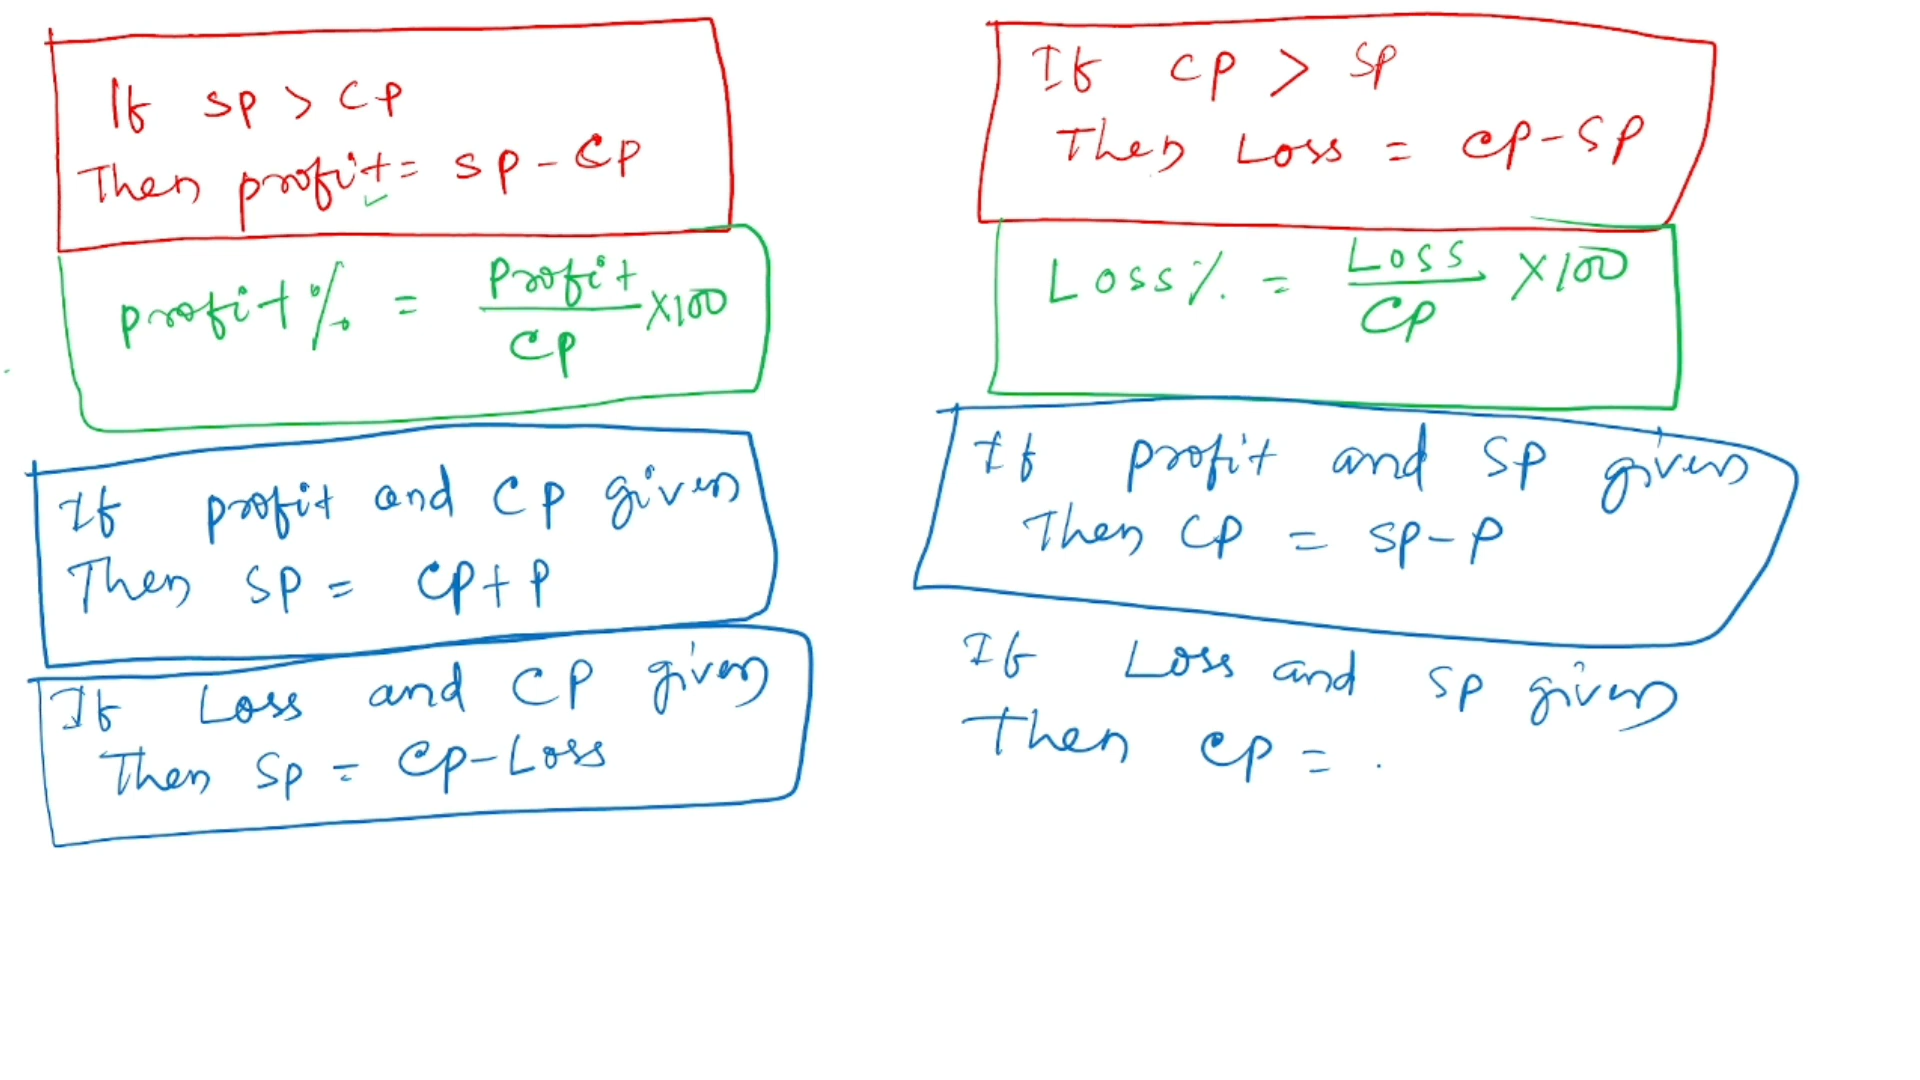 If SP > CP
Then profit = SP - CP
profit % = Profit / CP × 100
If profit and CP given
Then SP = CP + P
If Loss and CP given
Then SP = CP - Loss
If CP > SP
Then Loss = CP - SP
Loss % = Loss / CP × 100
If profit and SP given
Then CP = SP - P
If Loss and SP given
Then CP = .